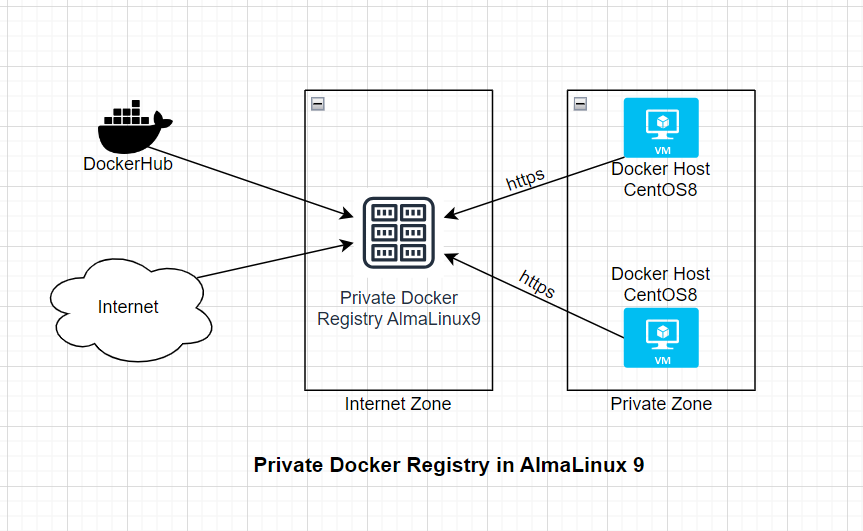 DockerHub
Internet
Private Docker
Registry AlmaLinux9
Internet Zone
https
https
VM
Docker Host
CentOS8
Docker Host
CentOS8
VM
Private Zone
Private Docker Registry in AlmaLinux 9